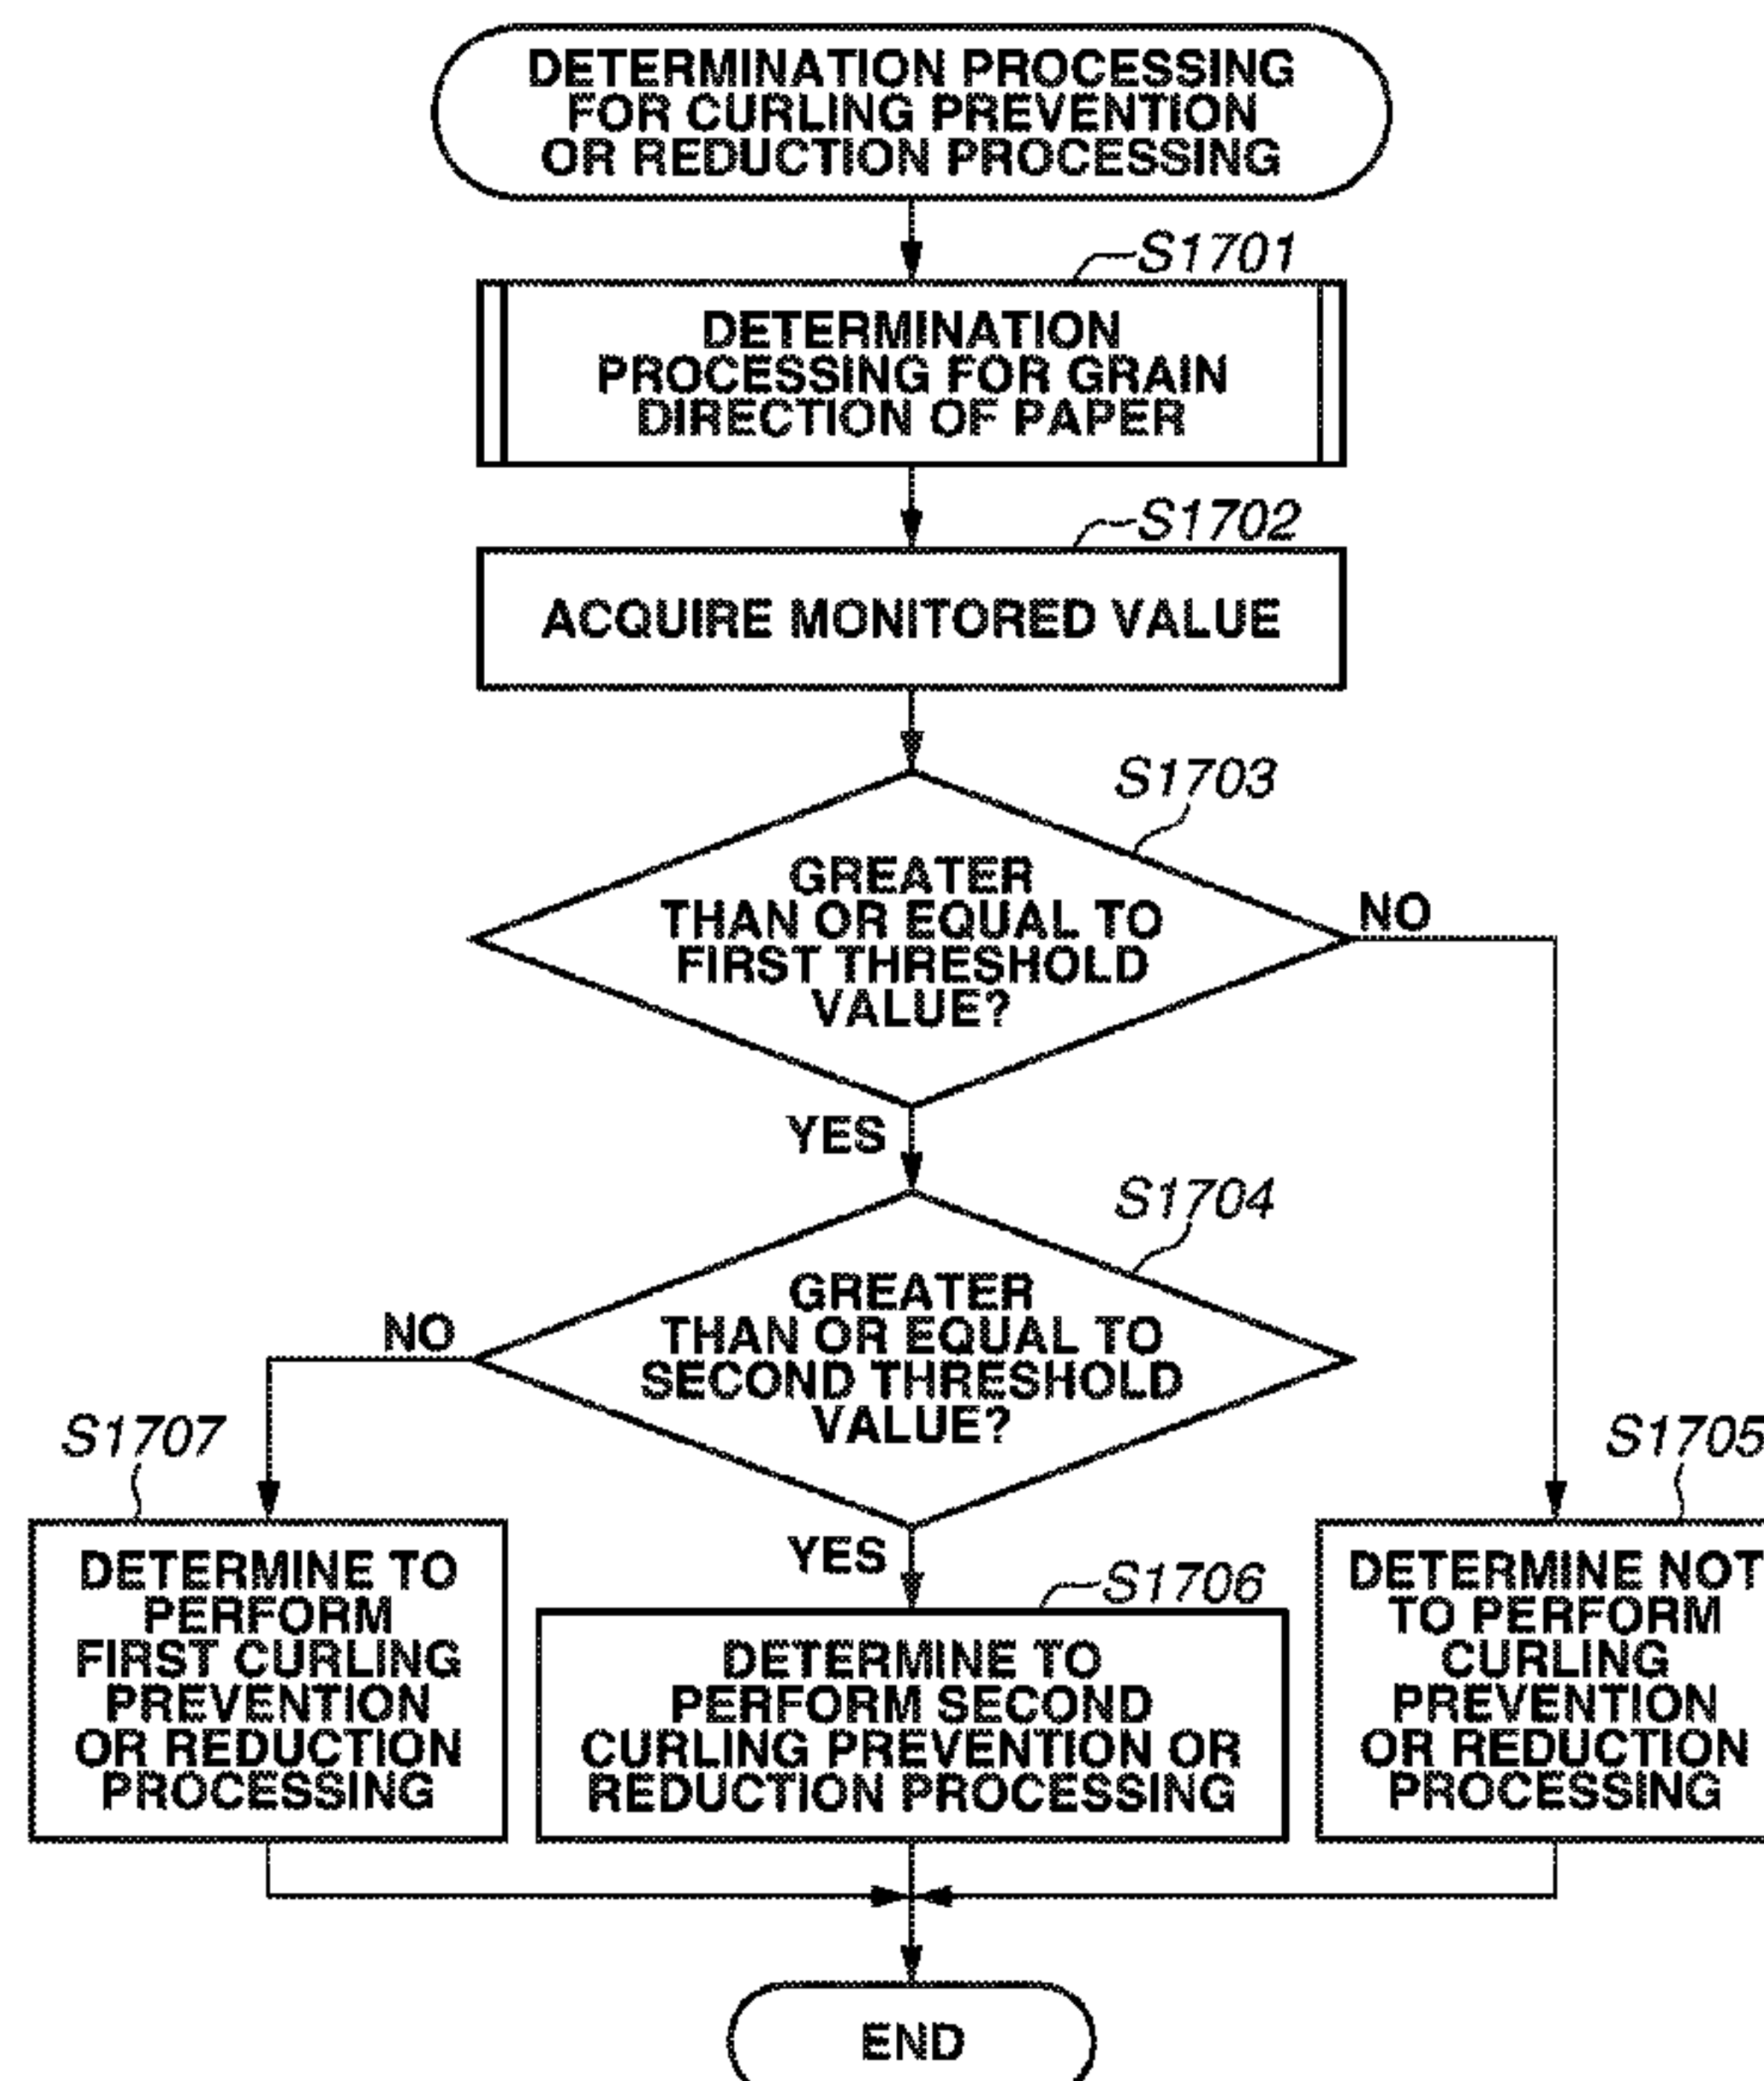 DETERMINATION PROCESSING
FOR CURLING PREVENTION
OR REDUCTION PROCESSING
S1701
DETERMINATION
PROCESSING FOR GRAIN
DIRECTION OF PAPER
S1702
ACQUIRE MONITORED VALUE
S1703
GREATER
THAN OR EQUAL TO
FIRST THRESHOLD
VALUE?
NO
YES
S1704
GREATER
THAN OR EQUAL TO
SECOND THRESHOLD
VALUE?
NO
YES
S1707
DETERMINE TO
PERFORM
FIRST CURLING
PREVENTION
OR REDUCTION
PROCESSING
S1706
DETERMINE TO
PERFORM SECOND
CURLING PREVENTION OR
REDUCTION PROCESSING
S1705
DETERMINE NOT
TO PERFORM
CURLING
PREVENTION
OR REDUCTION
PROCESSING
END